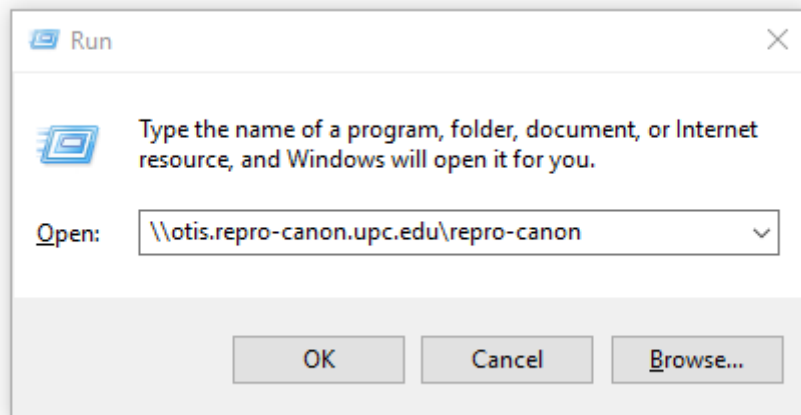 Run
Type the name of a program, folder, document, or Internet
resource, and Windows will open it for you.
Open: \\otis.repro-canon.upc.edu\repro-canon
OK Cancel Browse...